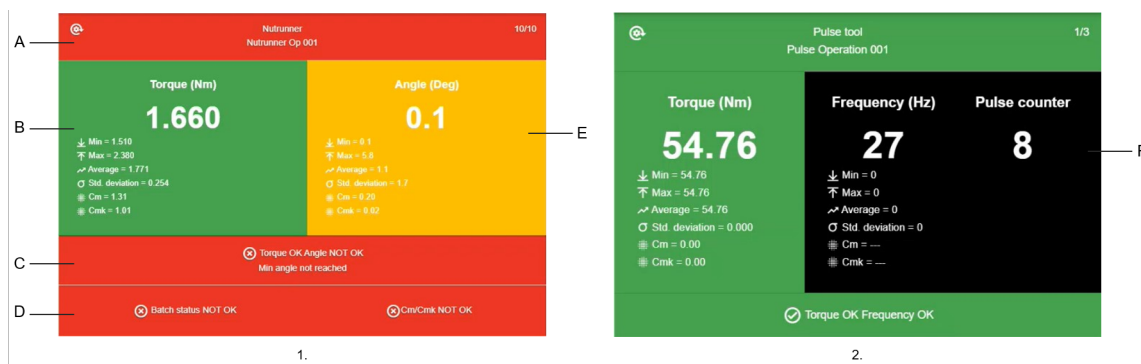 Nutrunner
10/10
Nutrunner Op 001
A
Torque (Nm)
1.660
Min = 1.510
Max = 2.380
Average = 1.771
Std. deviation = 0.254
Cm = 1.31
Cmk = 1.01
B
Angle (Deg)
0.1
Min = 0.1
Max = 5.8
Average = 1.1
Std. deviation = 1.7
Cm = 0.20
Cmk = 0.02
E
C
Torque OK Angle NOT OK
Min angle not reached
D
Batch status NOT OK
Cm/Cmk NOT OK
1.
Pulse tool
1/3
Pulse Operation 001
Torque (Nm)
54.76
Min = 54.76
Max = 54.76
Average = 54.76
Std. deviation = 0.000
Cm = 0.00
Cmk = 0.00
Frequency (Hz)
27
Min = 0
Max = 0
Average = 0
Std. deviation = 0
Cm = ---
Cmk = ---
Pulse counter
8
F
Torque OK Frequency OK
2.